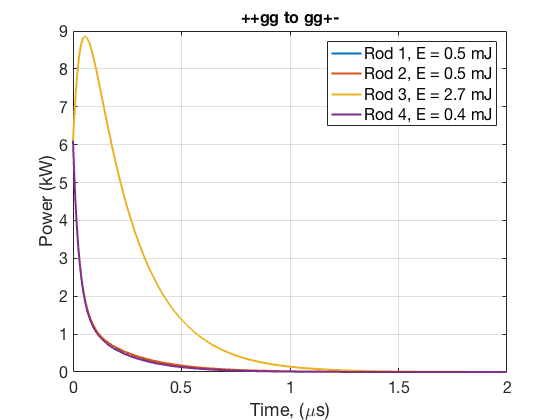 ++gg to gg+-
Rod 1, E = 0.5 mJ
Rod 2, E = 0.5 mJ
Rod 3, E = 2.7 mJ
Rod 4, E = 0.4 mJ
Power (kW)
9
8
7
6
5
4
3
2
1
0
0 0.5 1 1.5 2
Time, (μs)